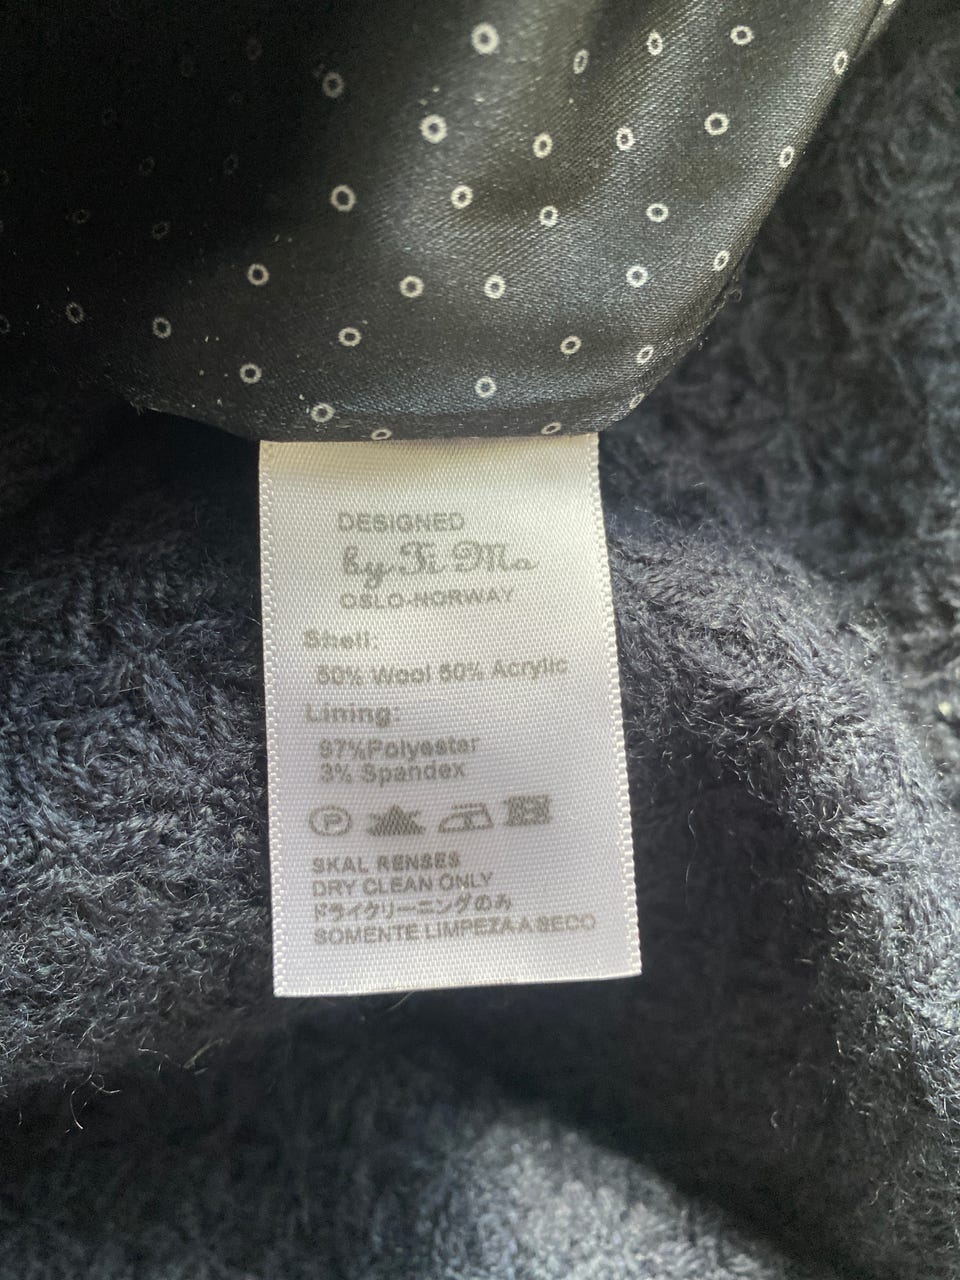 DESIGNED
by Ti Mo
OSLO-NORWAY
Shell:
50% Wool 50% Acrylic
Lining:
97%Polyester
3% Spandex
P
SKAL RENSES
DRY CLEAN ONLY
ドライクリーニングのみ
SOMENTE LIMPEZA A SECO